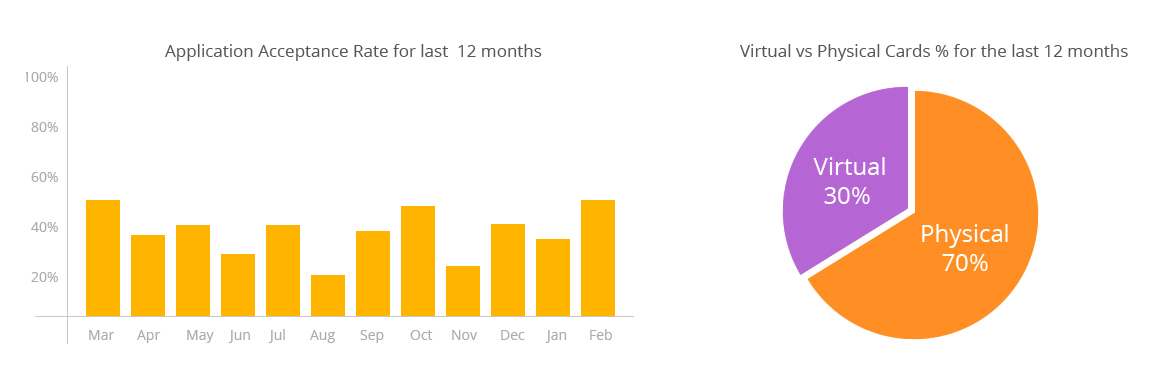 Application Acceptance Rate for last  12 months
100%
80%
60%
40%
20%
Mar Apr May Jun Jul Aug Sep Oct Nov Dec Jan Feb
Virtual vs Physical Cards % for the last 12 months
Virtual
30%
Physical
70%